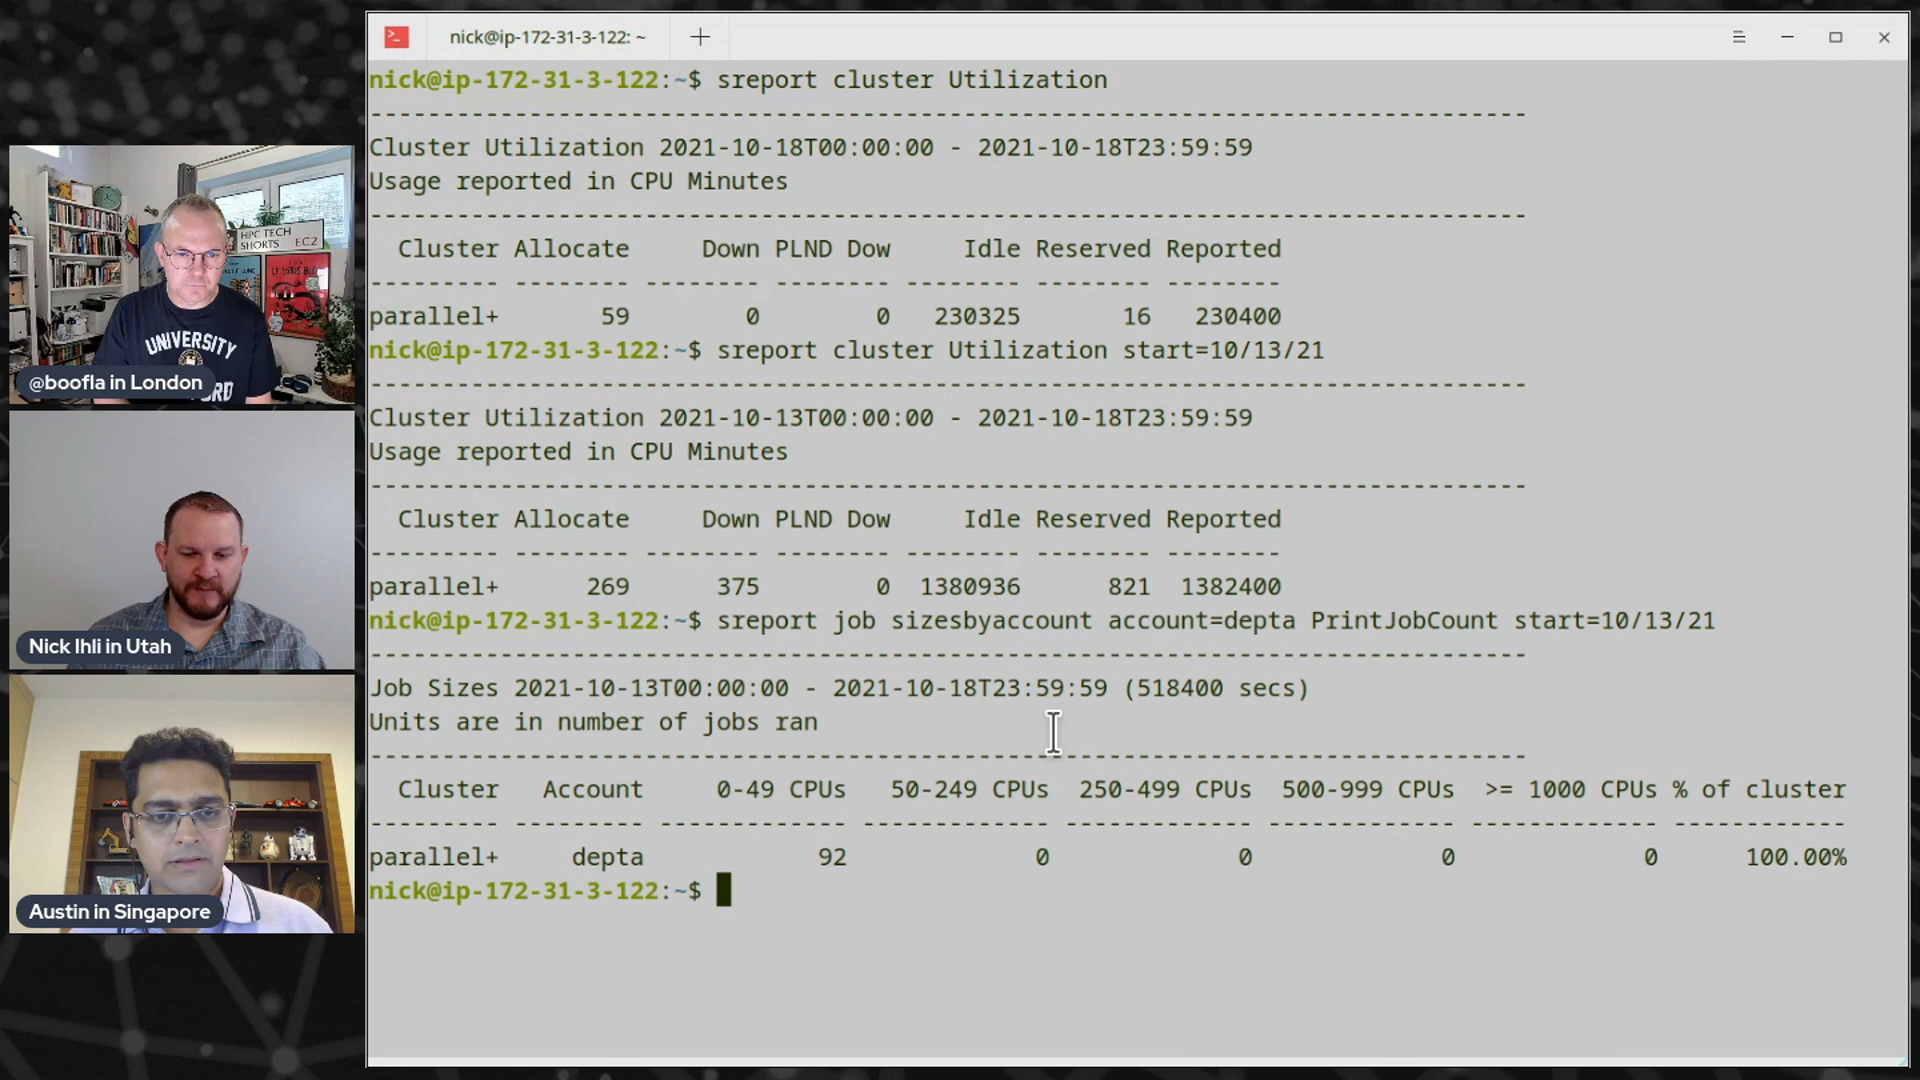 nick@ip-172-31-3-122: ~
nick@ip-172-31-3-122:~$ sreport cluster Utilization
--------------------------------------------------------------------------------
Cluster Utilization 2021-10-18T00:00:00 - 2021-10-18T23:59:59
Usage reported in CPU Minutes
--------------------------------------------------------------------------------
  Cluster Allocate     Down PLND Dow     Idle Reserved Reported
--------- -------- -------- -------- -------- -------- --------
parallel+       59        0        0   230325       16   230400
nick@ip-172-31-3-122:~$ sreport cluster Utilization start=10/13/21
--------------------------------------------------------------------------------
Cluster Utilization 2021-10-13T00:00:00 - 2021-10-18T23:59:59
Usage reported in CPU Minutes
--------------------------------------------------------------------------------
  Cluster Allocate     Down PLND Dow     Idle Reserved Reported
--------- -------- -------- -------- -------- -------- --------
parallel+      269      375        0  1380936      821  1382400
nick@ip-172-31-3-122:~$ sreport job sizesbyaccount account=depta PrintJobCount start=10/13/21
--------------------------------------------------------------------------------
Job Sizes 2021-10-13T00:00:00 - 2021-10-18T23:59:59 (518400 secs)
Units are in number of jobs ran
--------------------------------------------------------------------------------
  Cluster   Account     0-49 CPUs   50-249 CPUs  250-499 CPUs  500-999 CPUs  >= 1000 CPUs % of cluster
--------- --------- ------------- ------------- ------------- ------------- ------------- ------------
parallel+     depta            92             0             0             0             0      100.00%
nick@ip-172-31-3-122:~$
HPC TECH
SHORTS EC2
UNIVERSITY
@boofla in London
Nick Ihli in Utah
Austin in Singapore